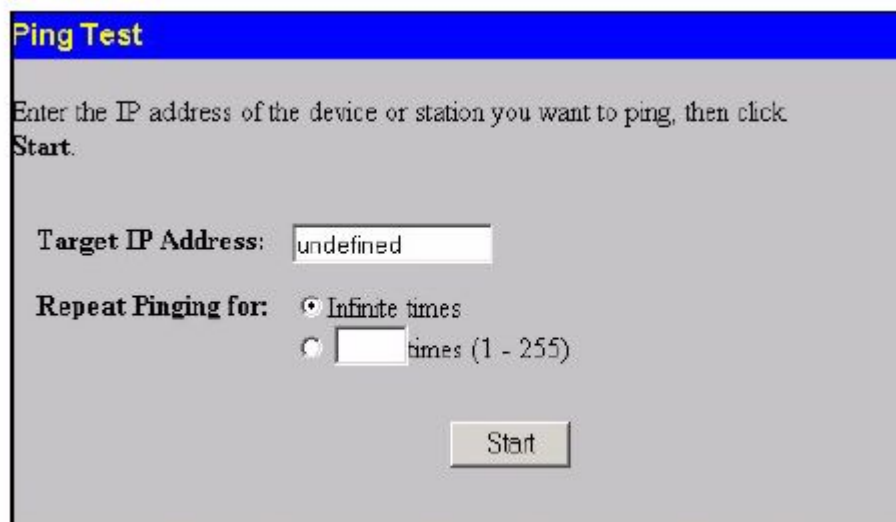 Ping Test
Enter the IP address of the device or station you want to ping, then click
Start.
Target IP Address: undefined
Repeat Pinging for: Infinite times
times (1 - 255)
Start